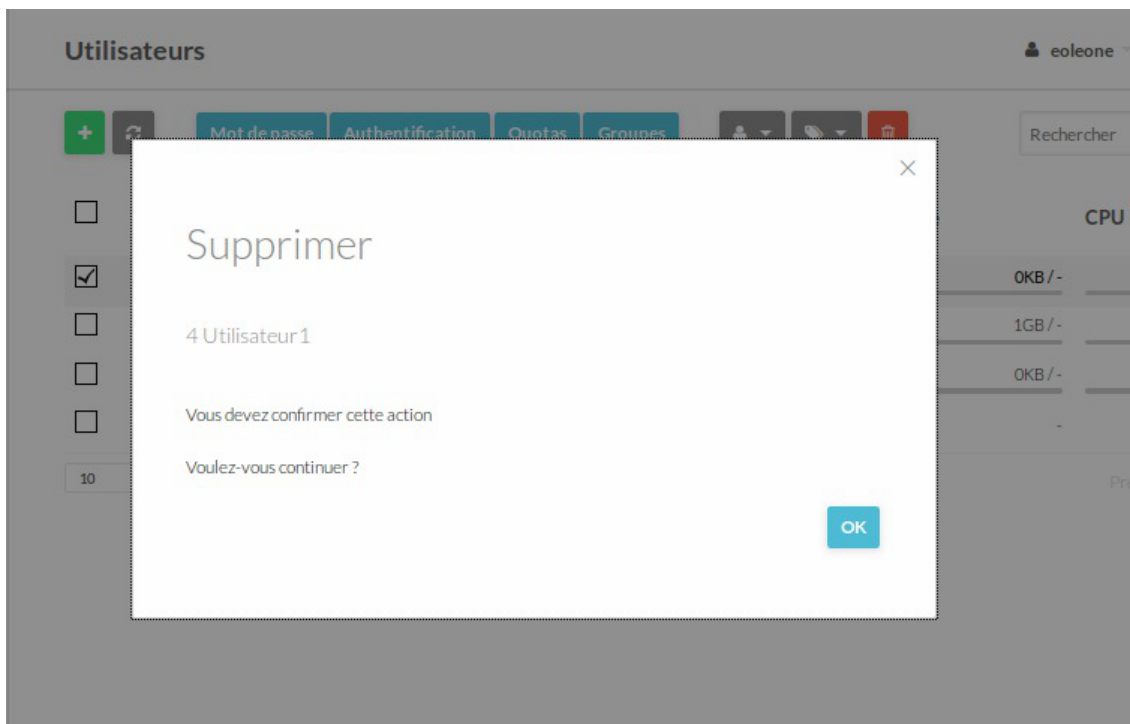 Utilisateurs
eoleone
Mot de passe Authentification Quotas Groupes
Rechercher
CPU
Supprimer
0KB / -
4 Utilisateur1
1GB / -
0KB / -
Vous devez confirmer cette action
-
Voulez-vous continuer ?
10
OK